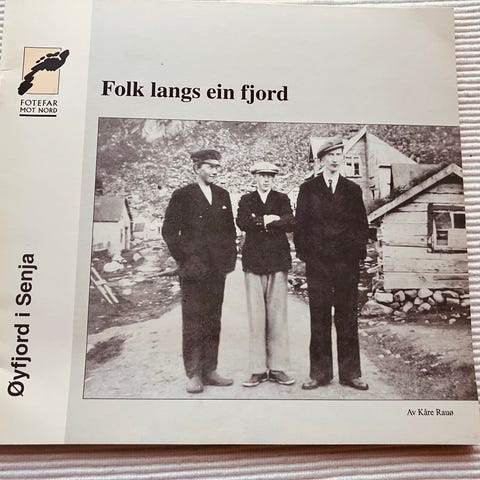 FOTEFAR
MOT NORD
Folk langs ein fjord
Øyfjord i Senja
Av Kåre Rauø